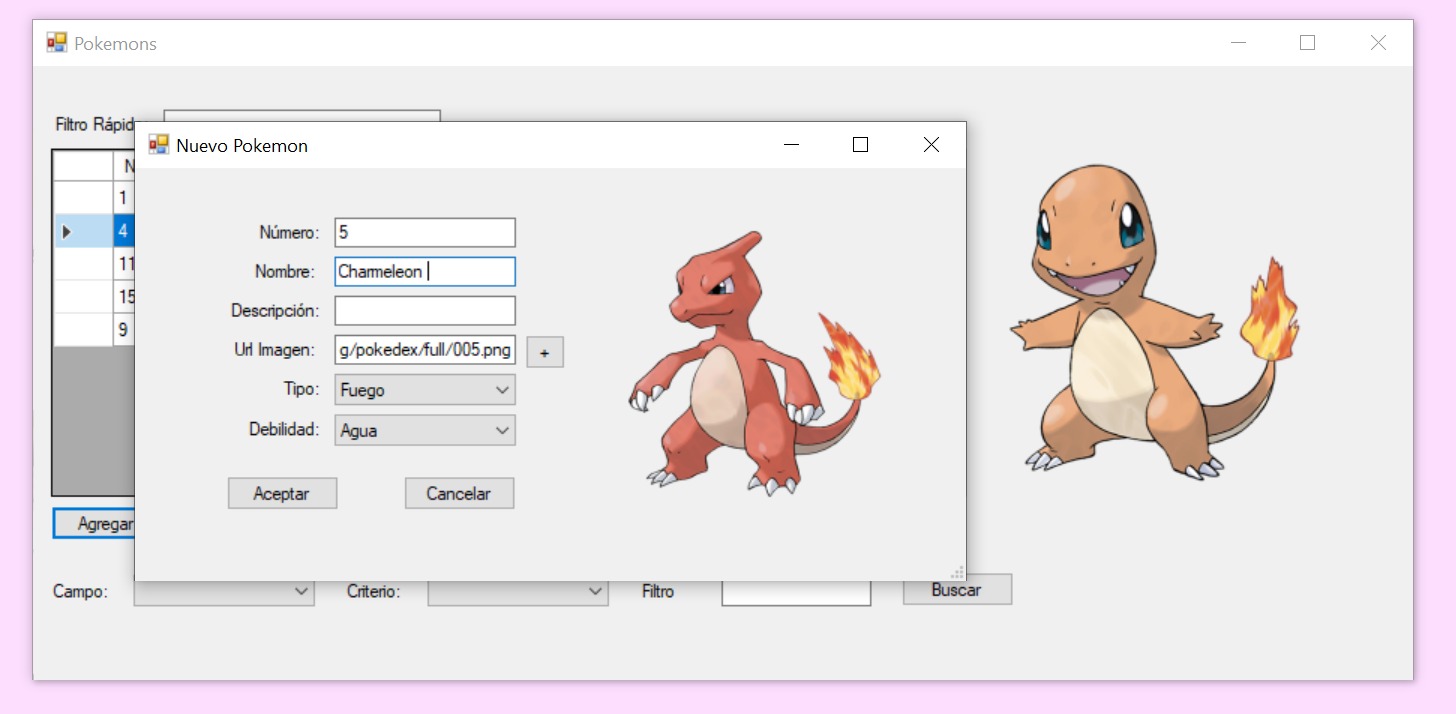 Pokemons
Filtro Rápid
Nuevo Pokemon
N
1
4
11
15
9
Número: 5
Nombre: Charmeleon
Descripción:
Url Imagen: g/pokedex/full/005.png +
Tipo: Fuego
Debilidad: Agua
Aceptar Cancelar
Agregar
Campo: Criterio: Filtro Buscar